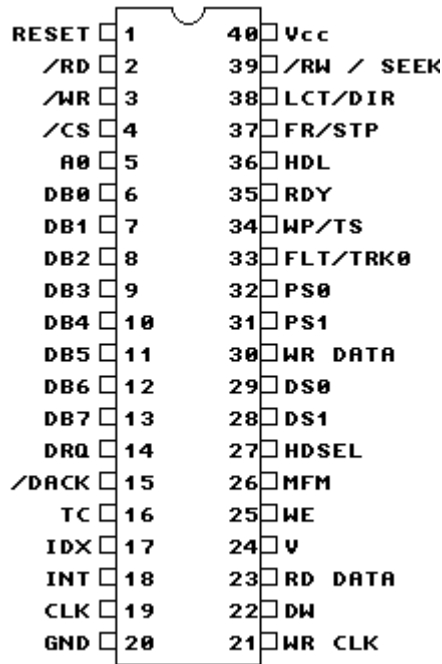 RESET 1 40 Vcc
/RD 2 39 /RW / SEEK
/WR 3 38 LCT/DIR
/CS 4 37 FR/STP
A0 5 36 HDL
DB0 6 35 RDY
DB1 7 34 WP/TS
DB2 8 33 FLT/TRK0
DB3 9 32 PS0
DB4 10 31 PS1
DB5 11 30 WR DATA
DB6 12 29 DS0
DB7 13 28 DS1
DRQ 14 27 HDSEL
/DACK 15 26 MFM
TC 16 25 WE
IDX 17 24 V
INT 18 23 RD DATA
CLK 19 22 DW
GND 20 21 WR CLK